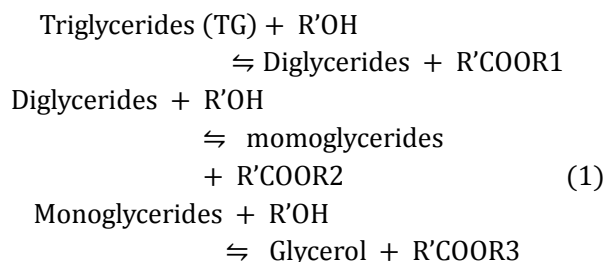 Triglycerides (TG) + R’OH
⇋ Diglycerides + R’COOR1
Diglycerides + R’OH
⇋ momoglycerides
+ R’COOR2 (1)
Monoglycerides + R’OH
⇋ Glycerol + R’COOR3